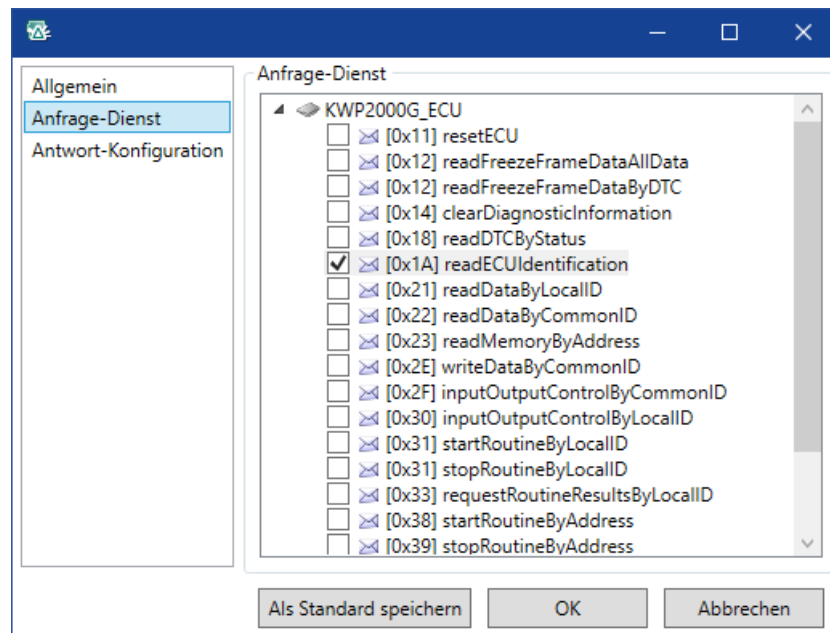 Allgemein
Anfrage-Dienst
Antwort-Konfiguration
Anfrage-Dienst
KWP2000G_ECU
[0x11] resetECU
[0x12] readFreezeFrameDataAllData
[0x12] readFreezeFrameDataByDTC
[0x14] clearDiagnosticInformation
[0x18] readDTCByStatus
[0x1A] readECUIdentification
[0x21] readDataByLocalID
[0x22] readDataByCommonID
[0x23] readMemoryByAddress
[0x2E] writeDataByCommonID
[0x2F] inputOutputControlByCommonID
[0x30] inputOutputControlByLocalID
[0x31] startRoutineByLocalID
[0x31] stopRoutineByLocalID
[0x33] requestRoutineResultsByLocalID
[0x38] startRoutineByAddress
[0x39] stopRoutineByAddress
Als Standard speichern
OK
Abbrechen